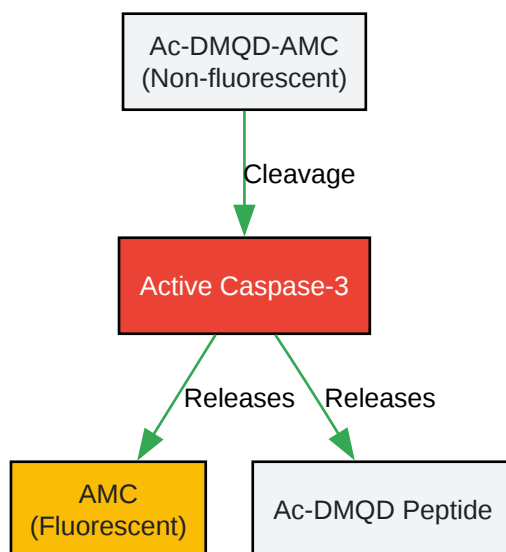 Ac-DMQD-AMC
(Non-fluorescent)
Cleavage
Active Caspase-3
Releases
Releases
AMC
(Fluorescent)
Ac-DMQD Peptide